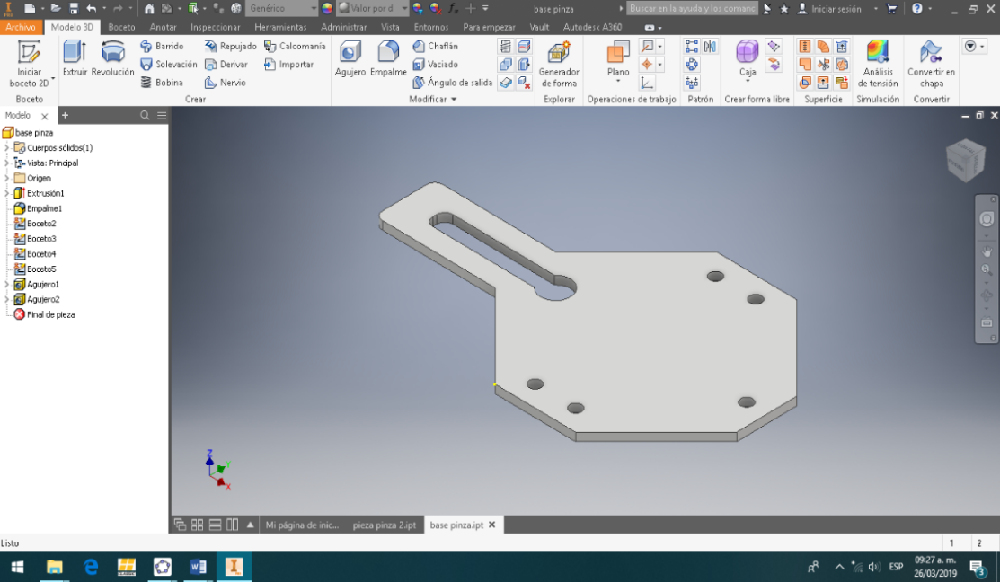 Genérico
Valor por d
base pinza
Buscar en la ayuda y los comanc
Iniciar sesión
PRO
Archivo
Modelo 3D
Boceto
Anotar
Inspeccionar
Herramientas
Administrar
Vista
Entornos
Para empezar
Vault
Autodesk A360
Iniciar
boceto 2D
Boceto
Extruir
Revolución
Barrido
Solevación
Bobina
Repujado
Derivar
Nervio
Calcomanía
Importar
Crear
Agujero
Empalme
Chaflán
Vaciado
Ángulo de salida
Modificar
Generador
de forma
Explorar
Plano
Operaciones de trabajo
Patrón
Caja
Crear forma libre
Superficie
Análisis
de tensión
Simulación
Convertir en
chapa
Convertir
Modelo
base pinza
Cuerpos sólidos(1)
Vista: Principal
Origen
Extrusión1
Empalme1
Boceto2
Boceto3
Boceto4
Boceto5
Agujero1
Agujero2
Final de pieza
Z
Y
X
Mi página de inic...
pieza pinza 2.ipt
base pinza.ipt
Listo
1
2
ESP
09:27 a. m.
26/03/2019
3